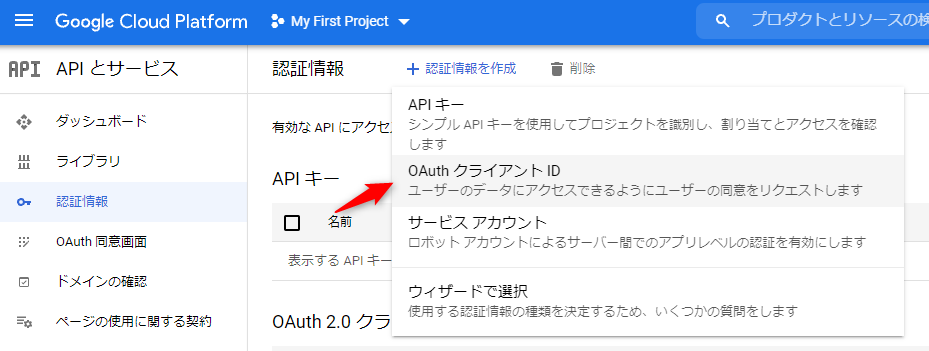 Google Cloud Platform
My First Project
プロダクトとリソースの検
API
API とサービス
認証情報
+ 認証情報を作成
削除
ダッシュボード
ライブラリ
認証情報
OAuth 同意画面
ドメインの確認
ページの使用に関する契約
有効な API にアクセ
API キー
名前
表示する API キー
OAuth 2.0 クラ
API キー
シンプル API キーを使用してプロジェクトを識別し、割り当てとアクセスを確認
します
OAuth クライアント ID
ユーザーのデータにアクセスできるようにユーザーの同意をリクエストします
サービス アカウント
ロボット アカウントによるサーバー間でのアプリレベルの認証を有効にします
ウィザードで選択
使用する認証情報の種類を決定するため、いくつかの質問をします